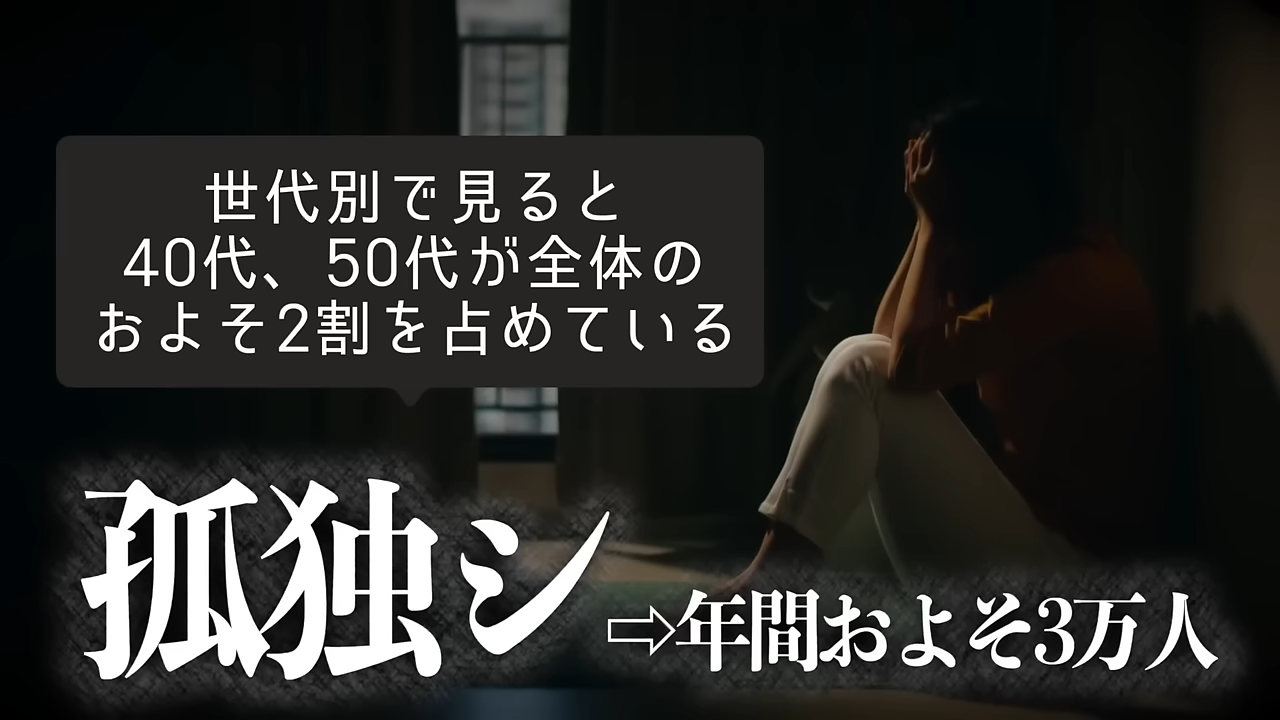 世代別で見ると
40代、50代が全体の
およそ2割を占めている
孤独シ
⇨年間およそ3万人